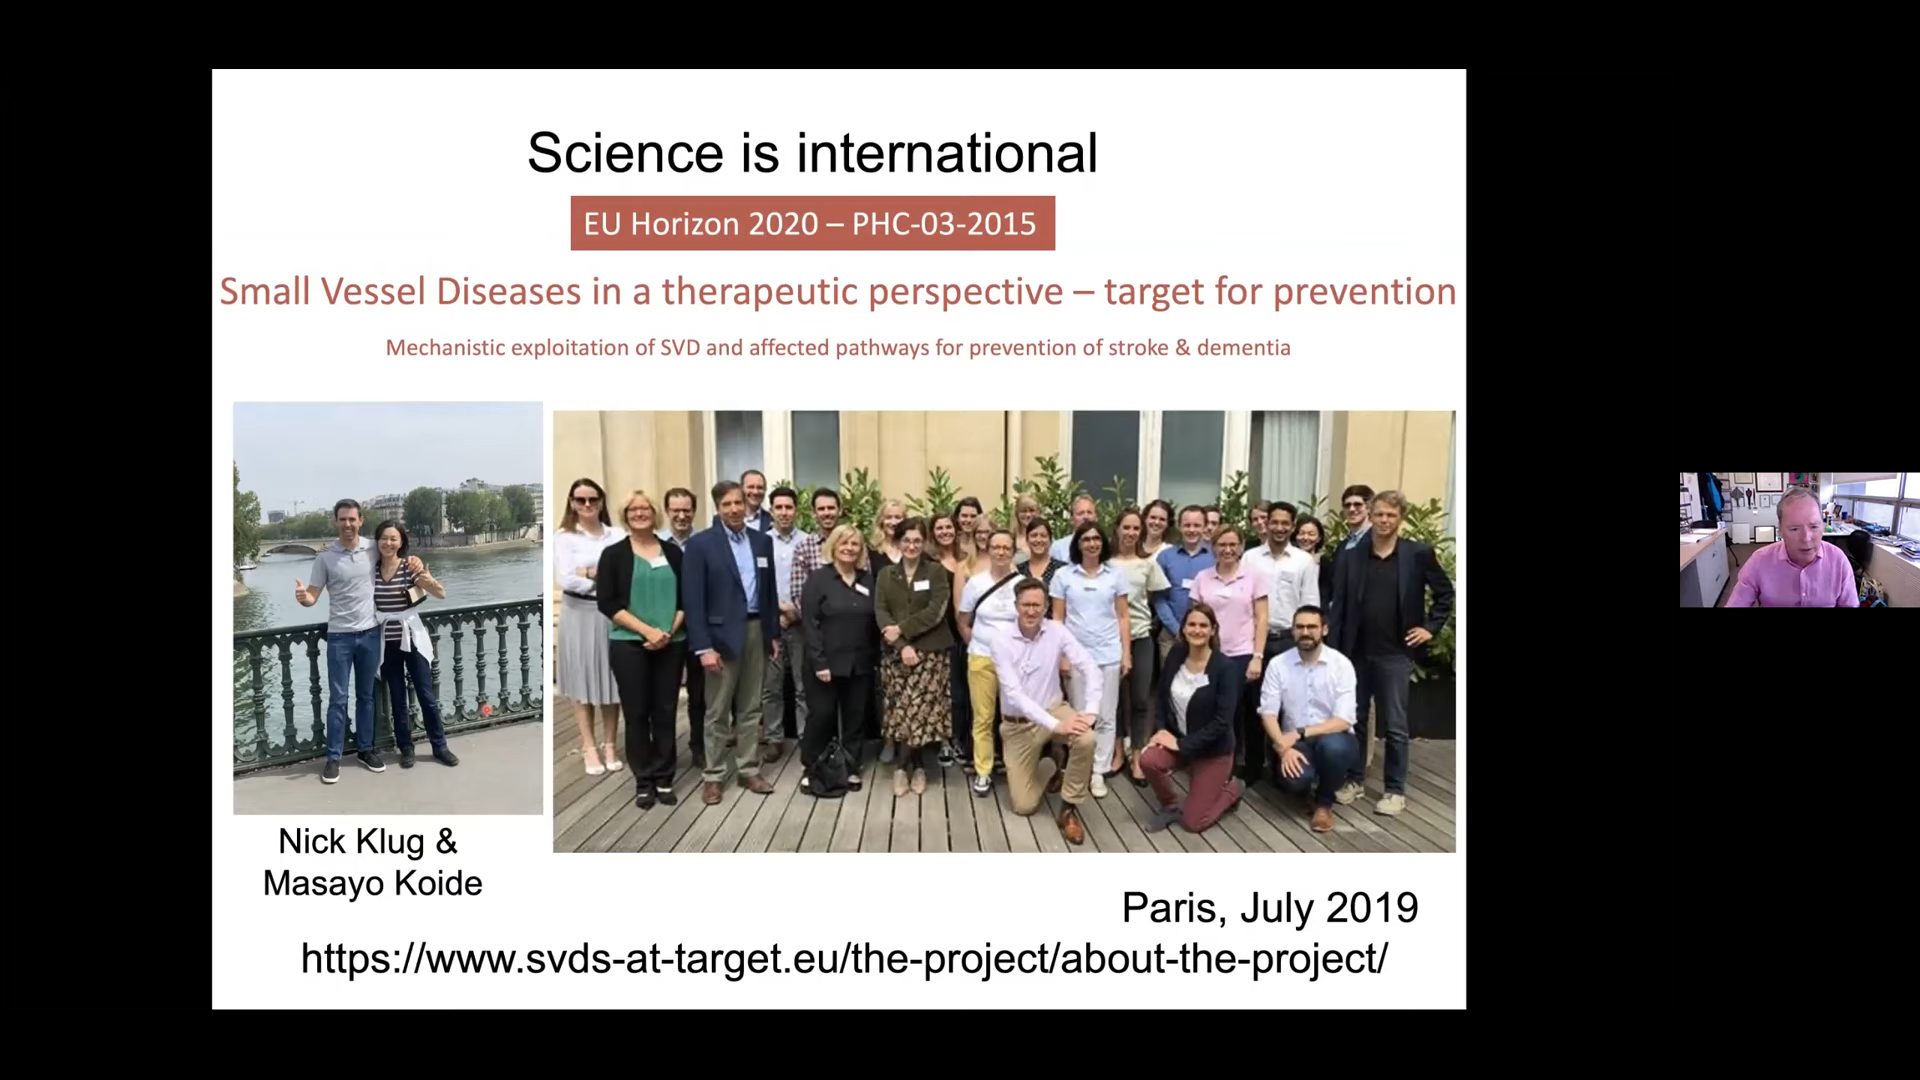 Science is international
EU Horizon 2020 – PHC-03-2015
Small Vessel Diseases in a therapeutic perspective – target for prevention
Mechanistic exploitation of SVD and affected pathways for prevention of stroke & dementia
Nick Klug &
Masayo Koide
Paris, July 2019
https://www.svds-at-target.eu/the-project/about-the-project/